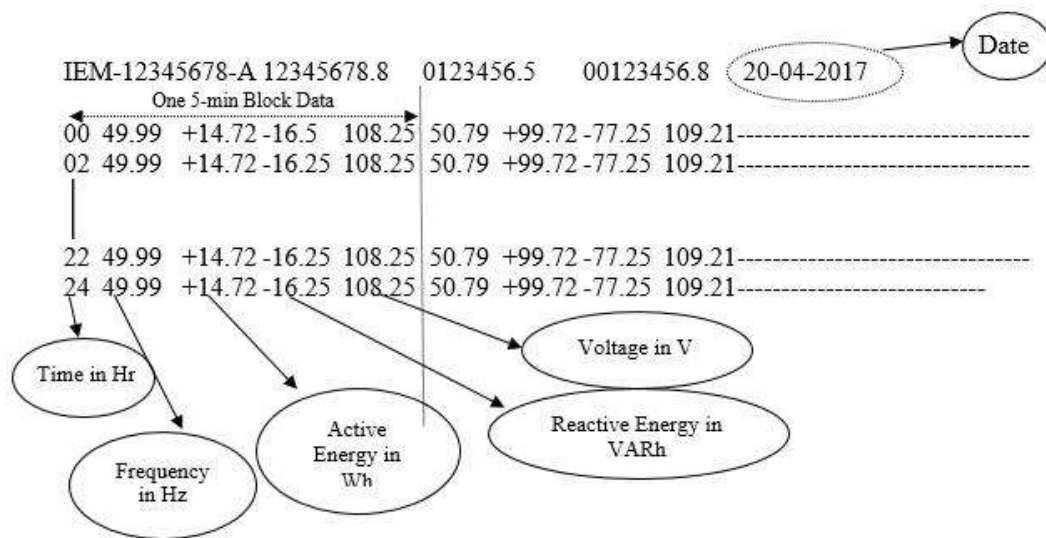 Date
IEM-12345678-A 12345678.8 0123456.5 00123456.8 20-04-2017
One 5-min Block Data
00 49.99 +14.72 -16.5 108.25 50.79 +99.72 -77.25 109.21------------------------------
02 49.99 +14.72 -16.25 108.25 50.79 +99.72 -77.25 109.21------------------------------
22 49.99 +14.72 -16.25 108.25 50.79 +99.72 -77.25 109.21------------------------------
24 49.99 +14.72 -16.25 108.25 50.79 +99.72 -77.25 109.21--------------------------
Voltage in V
Time in Hr
Reactive Energy in
VARh
Active
Energy in
Wh
Frequency
in Hz